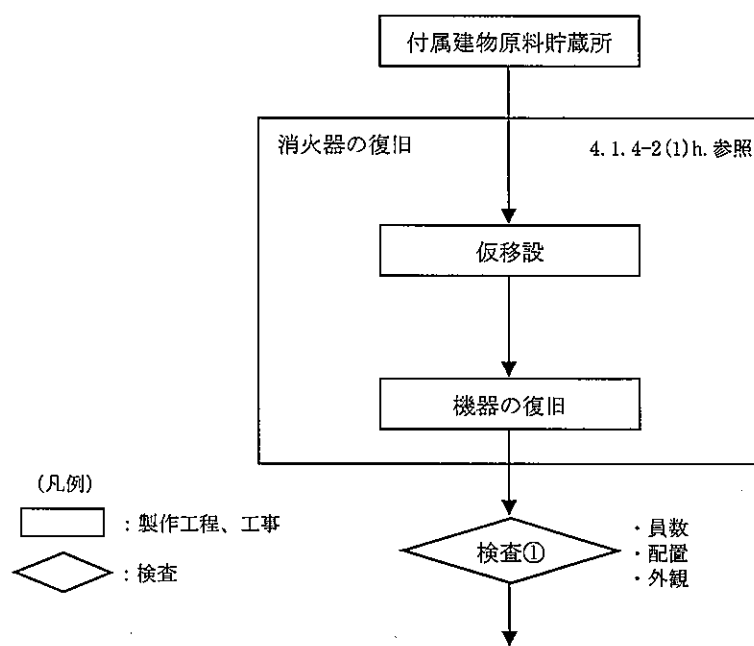 付属建物原料貯蔵所
消火器の復旧
4.1.4-2(1)h.参照
仮移設
機器の復旧
(凡例)
：製作工程、工事
：検査
検査①
・員数
・配置
・外観